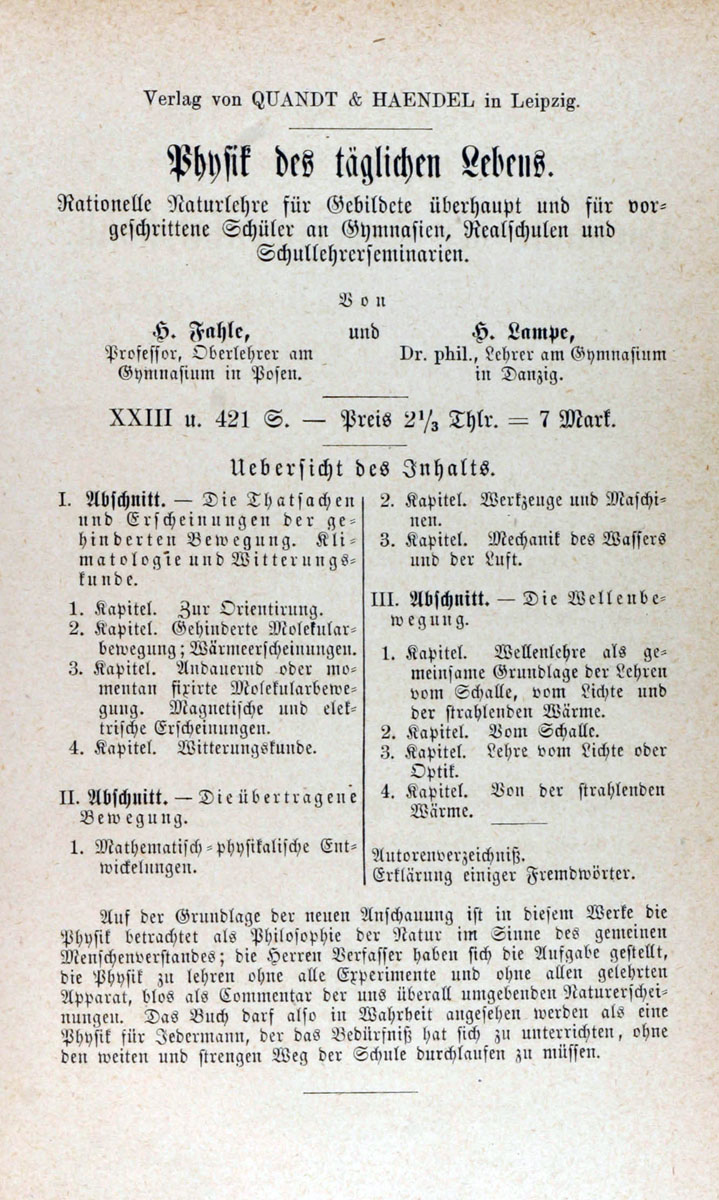 Verlag von QUANDT & HAENDEL in Leipzig.
Physik des täglichen Lebens.
Rationelle Naturlehre für Gebildete überhaupt und für vor-
geschrittene Schüler an Gymnasien, Realschulen und
Schullehrerseminarien.
Von
H. Fahle, und H. Lampe,
Professor, Oberlehrer am
Gymnasium in Posen.
Dr. phil., Lehrer am Gymnasium
in Danzig.
XXIII u. 421 S. — Preis 2⅓ Thlr. = 7 Mark.
Uebersicht des Inhalts.
I. Abschnitt. — Die Thatsachen
und Erscheinungen der ge-
hinderten Bewegung. Kli-
matologie und Witterungs-
kunde.
1. Kapitel. Zur Orientirung.
2. Kapitel. Gehinderte Molekular-
bewegung; Wärmeerscheinungen.
3. Kapitel. Andauernd oder mo-
mentan fixirte Molekularbewe-
gung. Magnetische und elek-
trische Erscheinungen.
4. Kapitel. Witterungskunde.
II. Abschnitt. — Die übertragene
Bewegung.
1. Mathematisch-physikalische Ent-
wickelungen.
2. Kapitel. Werkzeuge und Maschi-
nen.
3. Kapitel. Mechanik des Wassers
und der Luft.
III. Abschnitt. — Die Wellenbe-
wegung.
1. Kapitel. Wellenlehre als ge-
meinsame Grundlage der Lehren
vom Schalle, vom Lichte und
der strahlenden Wärme.
2. Kapitel. Vom Schalle.
3. Kapitel. Lehre vom Lichte oder
Optik.
4. Kapitel. Von der strahlenden
Wärme.
Autorenverzeichniß.
Erklärung einiger Fremdwörter.
Auf der Grundlage der neuen Anschauung ist in diesem Werke die
Physik betrachtet als Philosophie der Natur im Sinne des gemeinen
Menschenverstandes; die Herren Verfasser haben sich die Aufgabe gestellt,
die Physik zu lehren ohne alle Experimente und ohne allen gelehrten
Apparat, blos als Commentar der uns überall umgebenden Naturerschei-
nungen. Das Buch darf also in Wahrheit angesehen werden als eine
Physik für Jedermann, der das Bedürfniß hat sich zu unterrichten, ohne
den weiten und strengen Weg der Schule durchlaufen zu müssen.